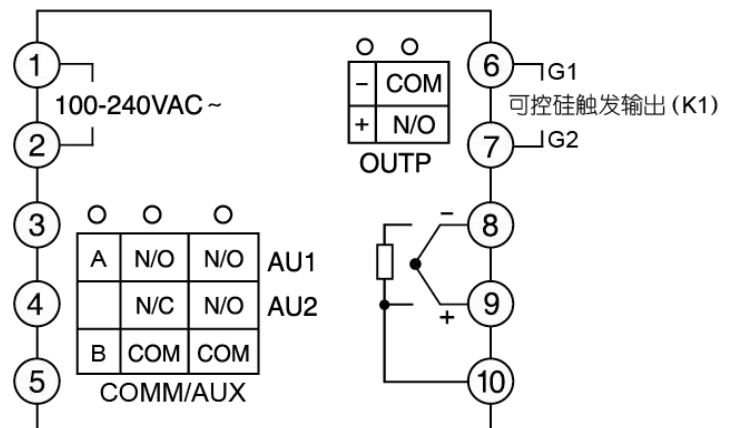 1
100-240VAC~
2
- COM
+ N/O
OUTP
6 G1
可控硅触发输出(K1)
7 G2
3
4
5
A N/O N/O AU1
N/C N/O AU2
B COM COM
COMM/AUX
- 8
+ 9
10